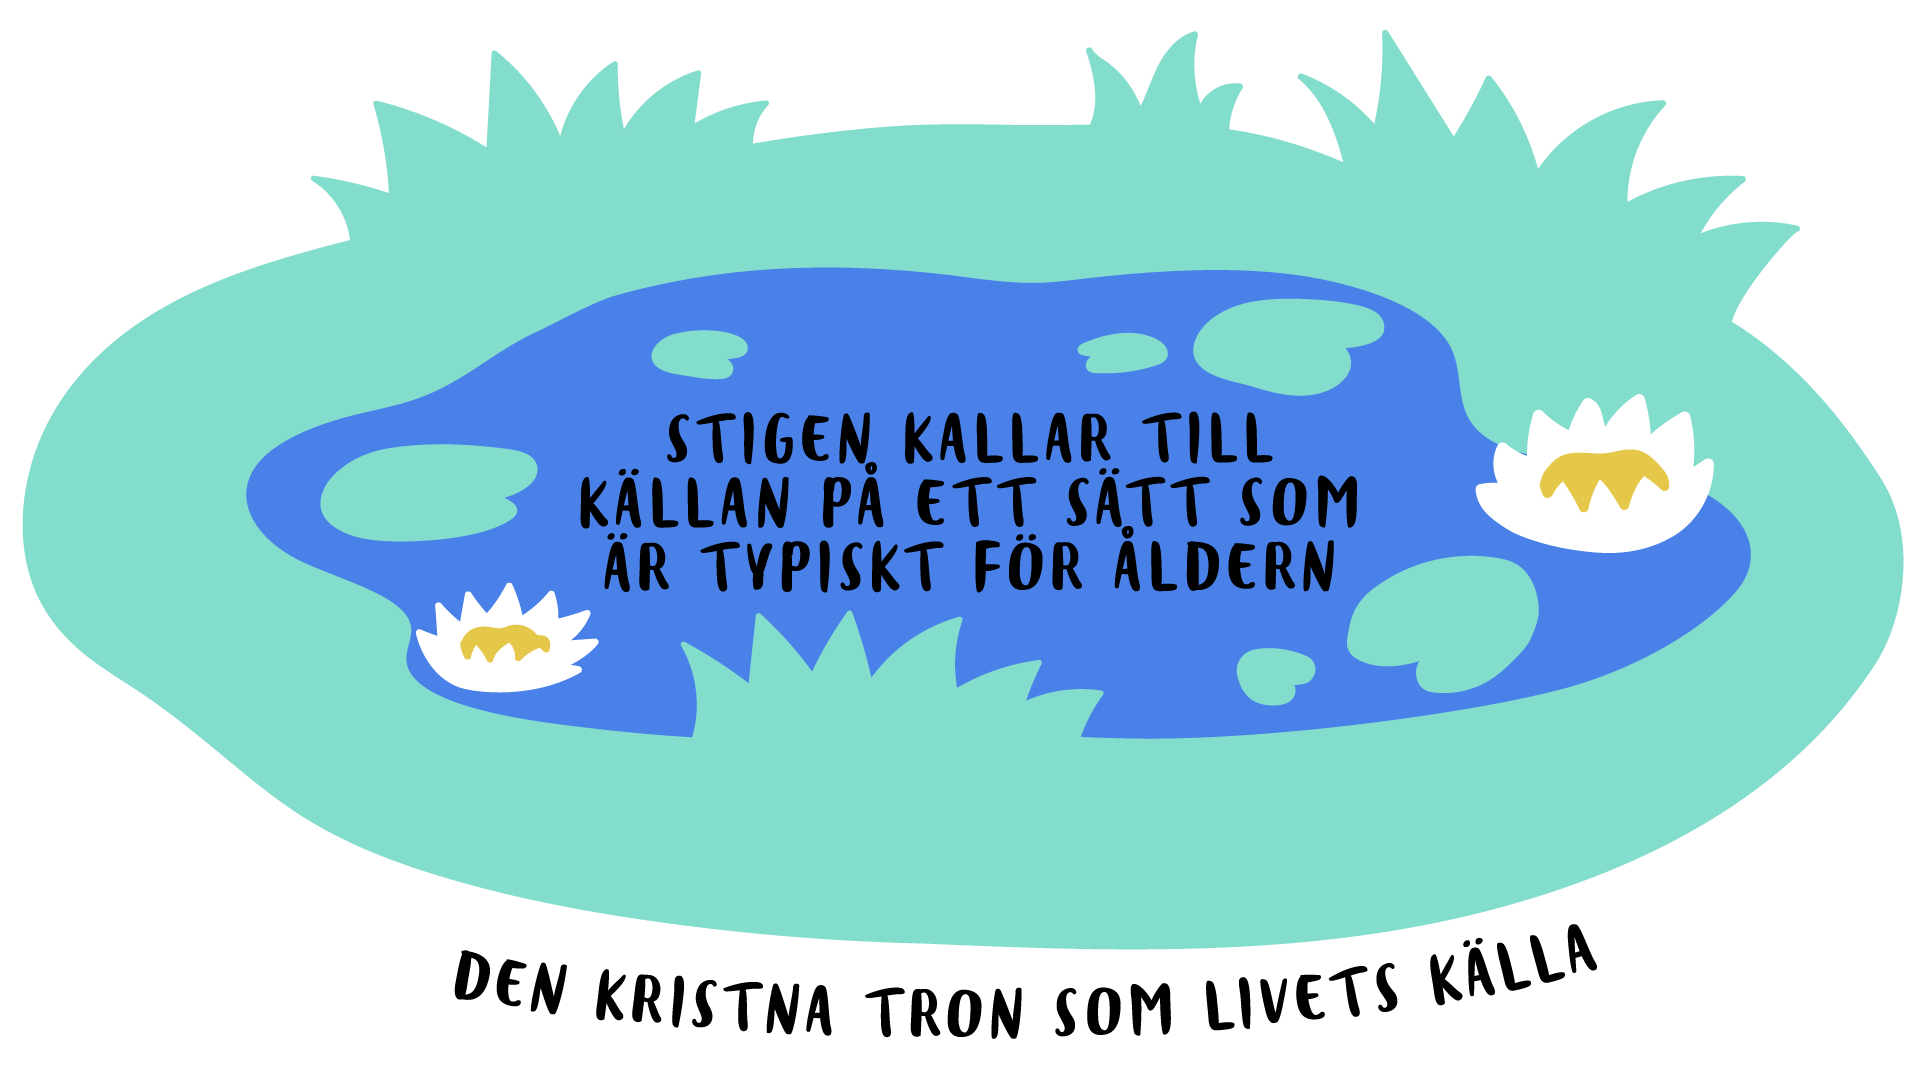 STIGEN KALLAR TILL
KÄLLAN PÅ ETT SÄTT SOM
ÄR TYPISKT FÖR ÅLDERN
DEN KRISTNA TRON SOM LIVETS KÄLLA